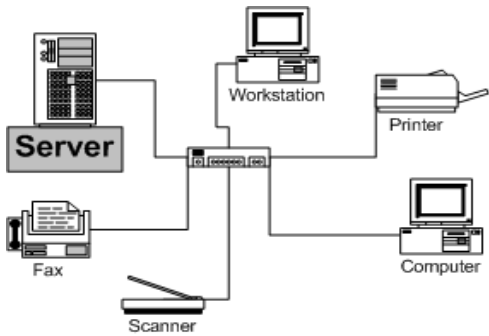 Workstation
Printer
Server
Fax
Computer
Scanner